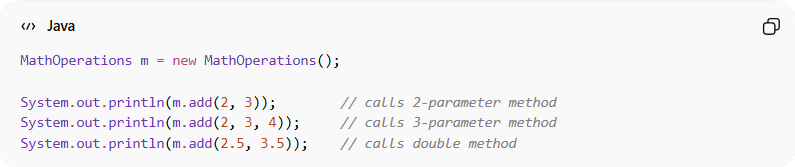 </> Java
MathOperations m = new MathOperations();
System.out.println(m.add(2, 3));        // calls 2-parameter method
System.out.println(m.add(2, 3, 4));     // calls 3-parameter method
System.out.println(m.add(2.5, 3.5));    // calls double method